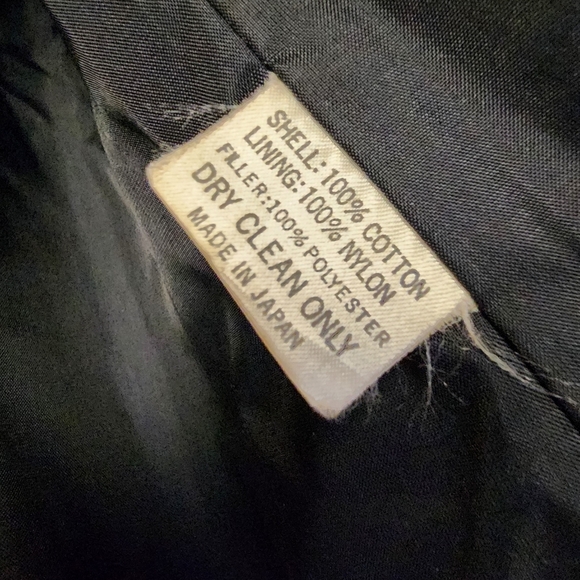 SHELL: 100% COTTON
LINING: 100% NYLON
FILLER: 100% POLYESTER
DRY CLEAN ONLY
MADE IN JAPAN